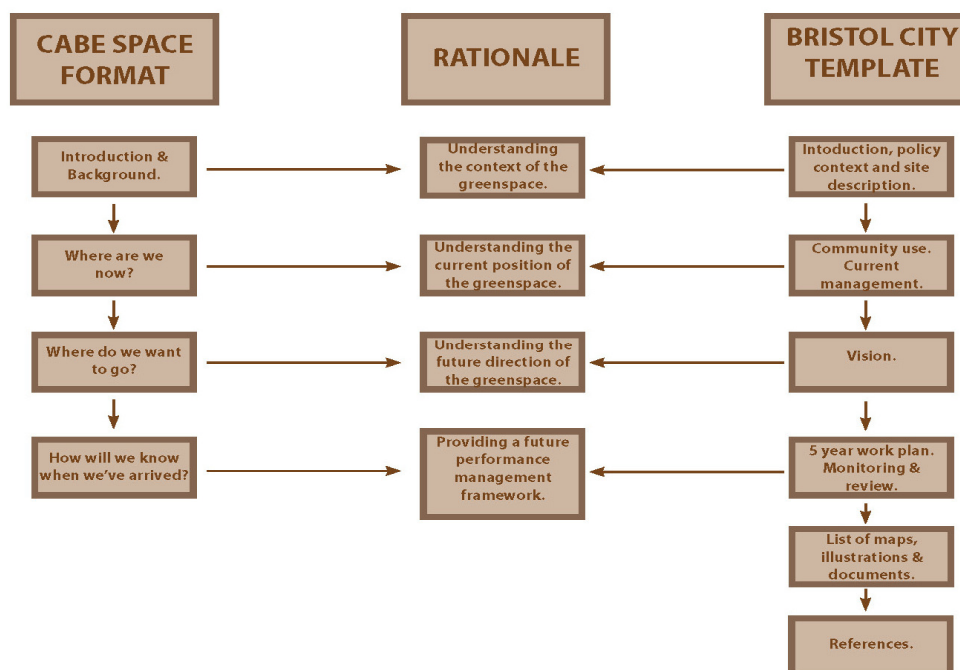 CABE SPACE
FORMAT
RATIONALE
BRISTOL CITY
TEMPLATE
Introduction &
Background.
Understanding
the context of the
greenspace.
Intoduction, policy
context and site
description.
Where are we
now?
Understanding the
current position of
the greenspace.
Community use.
Current
management.
Where do we want
to go?
Understanding the
future direction of
the greenspace.
Vision.
How will we know
when we've arrived?
Providing a future
performance
management
framework.
5 year work plan.
Monitoring &
review.
List of maps,
illustrations &
documents.
References.